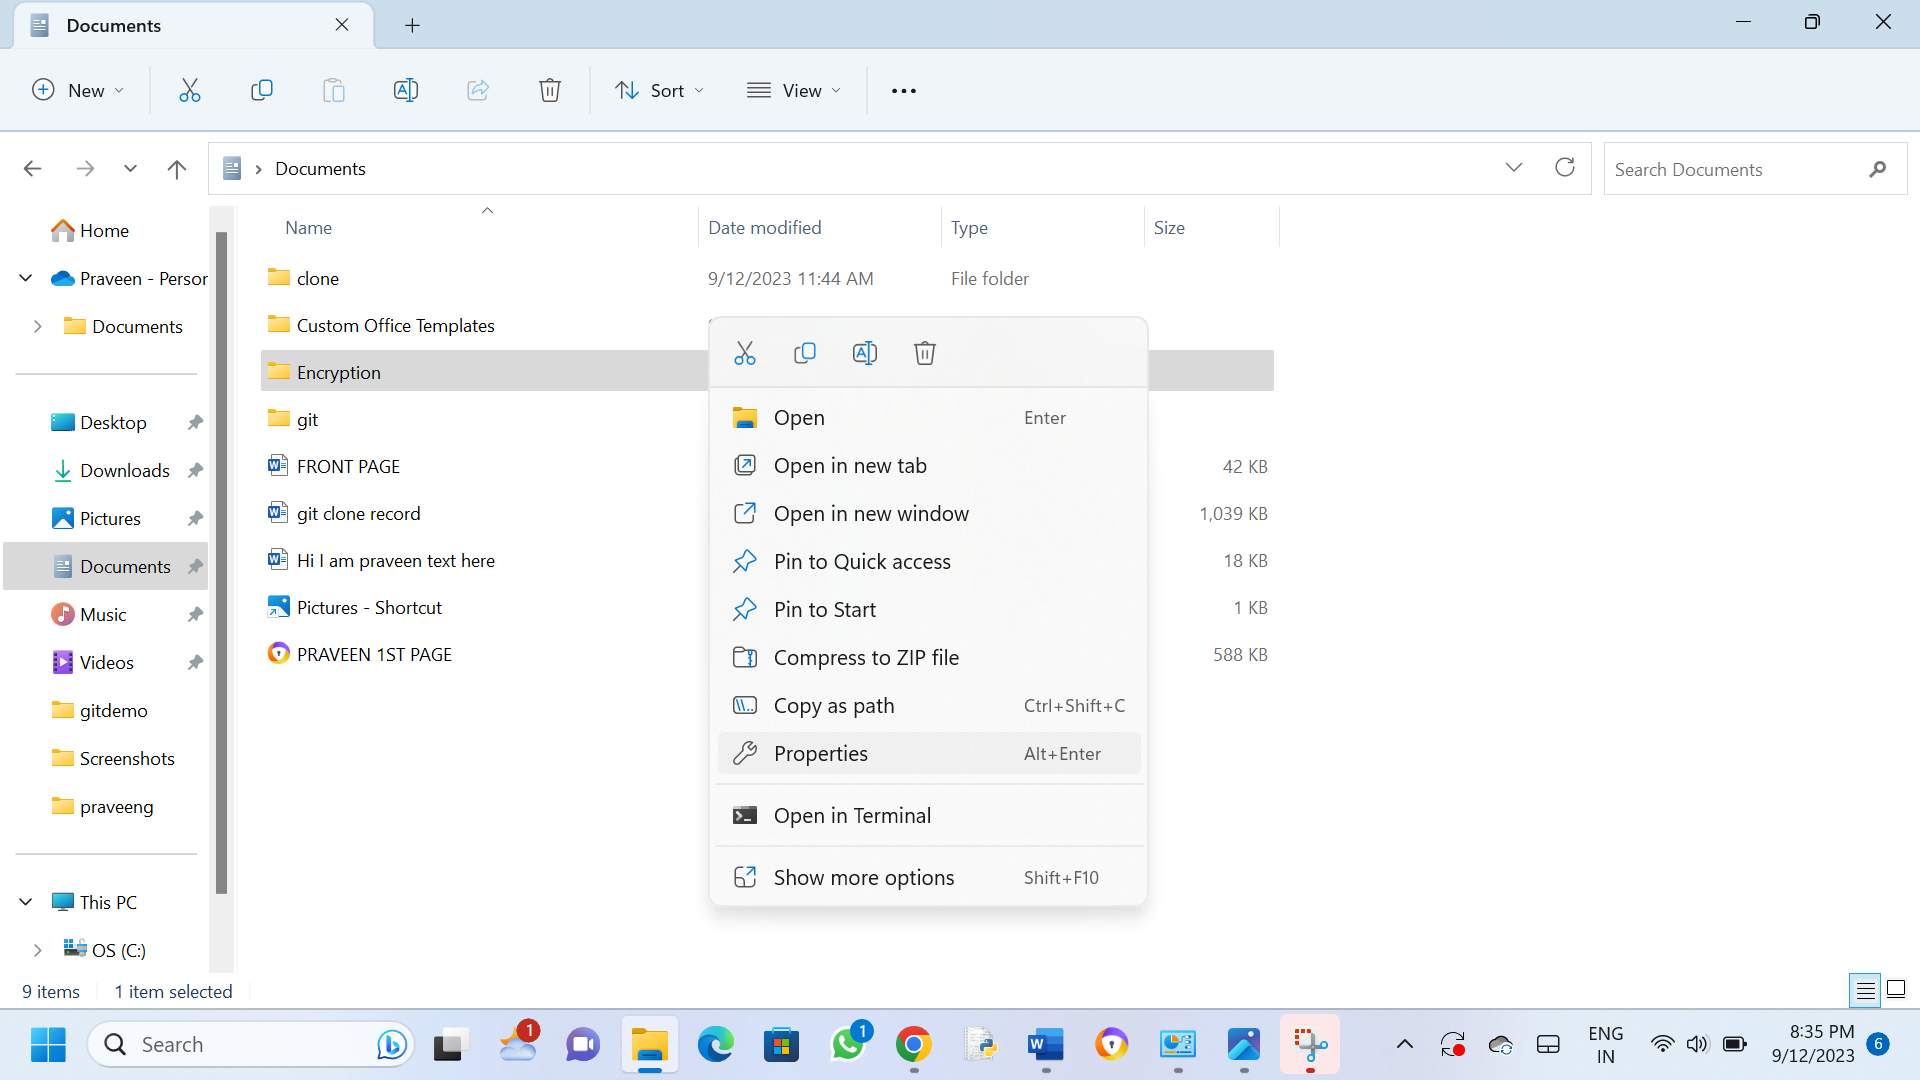 Documents
New
Sort
View
Documents
Search Documents
Name
Date modified
Type
Size
Home
Praveen - Person
Documents
Desktop
Downloads
Pictures
Documents
Music
Videos
gitdemo
Screenshots
praveeng
This PC
OS (C:)
clone 9/12/2023 11:44 AM File folder
Custom Office Templates
Encryption
git
FRONT PAGE 42 KB
git clone record 1,039 KB
Hi I am praveen text here 18 KB
Pictures - Shortcut 1 KB
PRAVEEN 1ST PAGE 588 KB
Open Enter
Open in new tab
Open in new window
Pin to Quick access
Pin to Start
Compress to ZIP file
Copy as path Ctrl+Shift+C
Properties Alt+Enter
Open in Terminal
Show more options Shift+F10
9 items 1 item selected
Search
1
1
ENG
IN
8:35 PM
9/12/2023
6